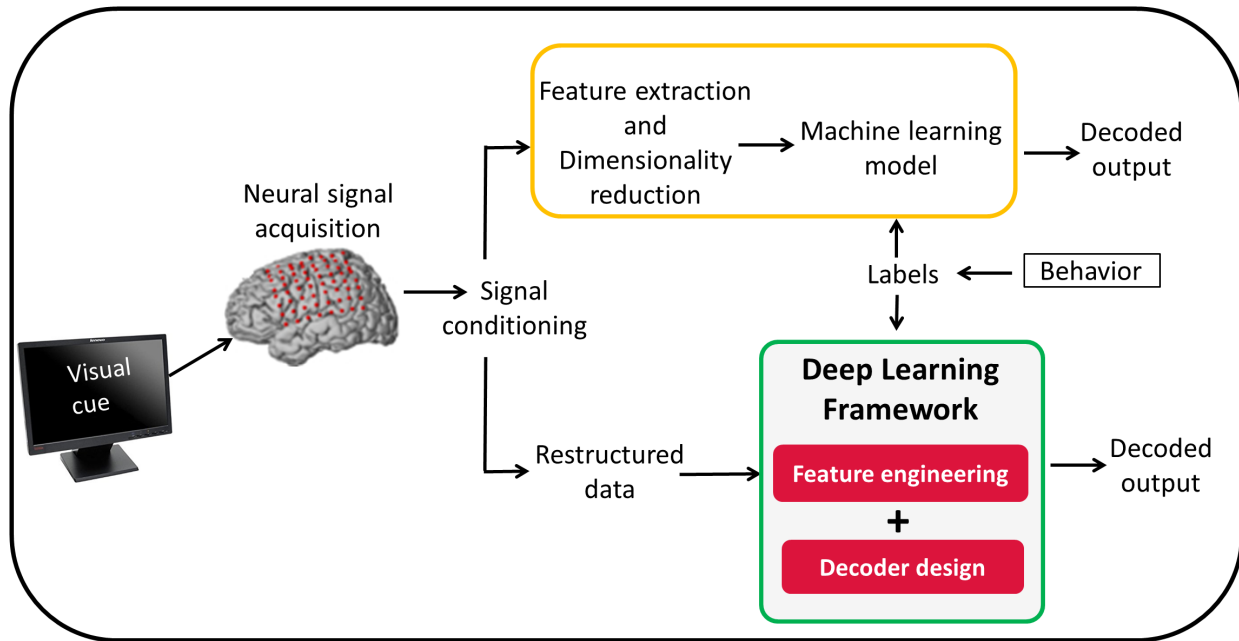 Feature extraction
and
Dimensionality
reduction
Machine learning
model
Decoded
output
Neural signal
acquisition
Signal
conditioning
Labels
Behavior
Visual
cue
Deep Learning
Framework
Restructured
data
Feature engineering
+
Decoder design
Decoded
output